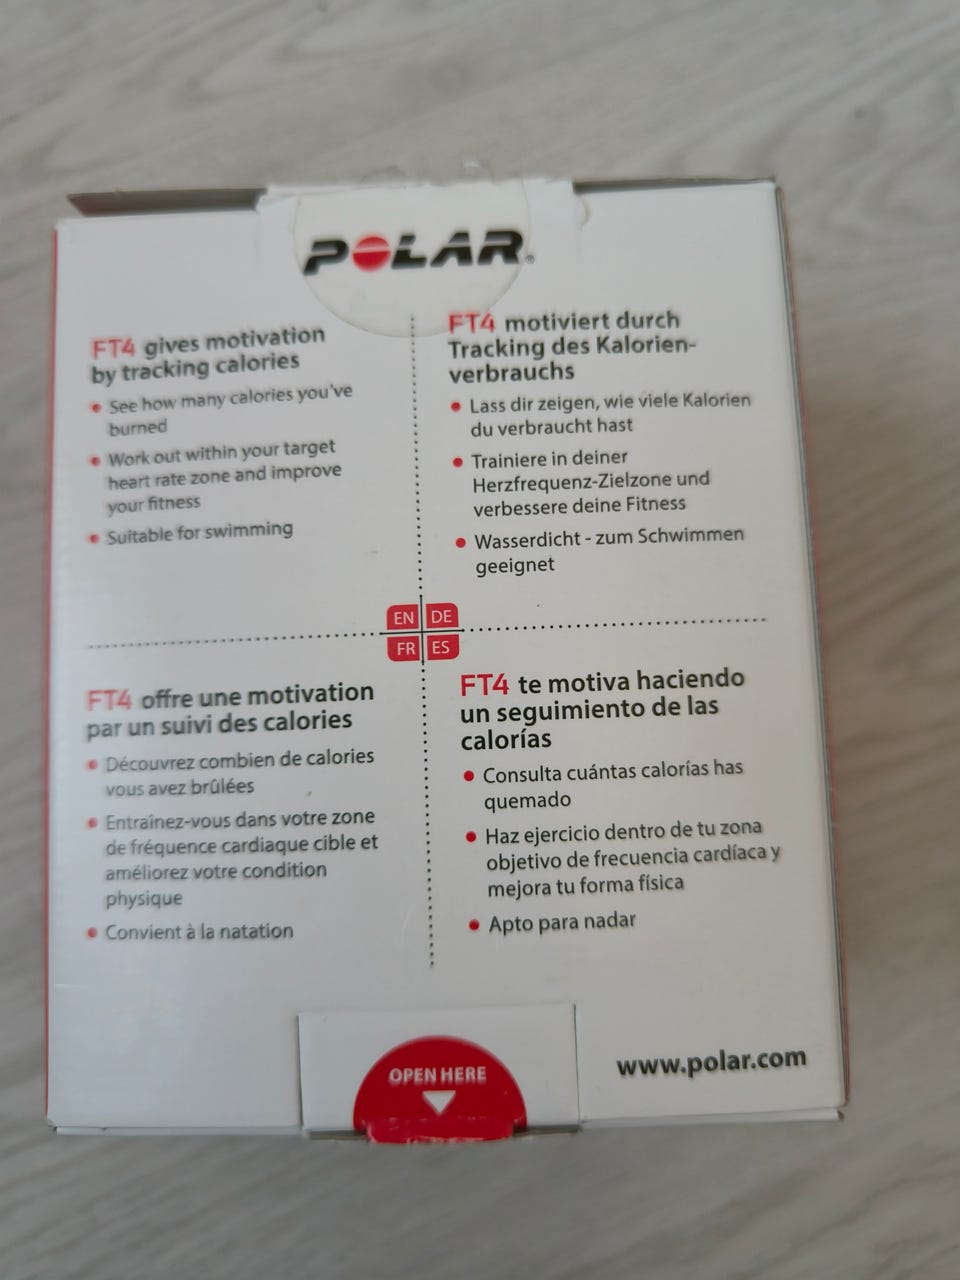 POLAR®
FT4 gives motivation
by tracking calories
• See how many calories you've
burned
• Work out within your target
heart rate zone and improve
your fitness
• Suitable for swimming
FT4 motiviert durch
Tracking des Kalorien-
verbrauchs
• Lass dir zeigen, wie viele Kalorien
du verbraucht hast
• Trainiere in deiner
Herzfrequenz-Zielzone und
verbessere deine Fitness
• Wasserdicht - zum Schwimmen
geeignet
EN DE
FR ES
FT4 offre une motivation
par un suivi des calories
• Découvrez combien de calories
vous avez brûlées
• Entraînez-vous dans votre zone
de fréquence cardiaque cible et
améliorez votre condition
physique
• Convient à la natation
FT4 te motiva haciendo
un seguimiento de las
calorías
• Consulta cuántas calorías has
quemado
• Haz ejercicio dentro de tu zona
objetivo de frecuencia cardíaca y
mejora tu forma física
• Apto para nadar
OPEN HERE
www.polar.com